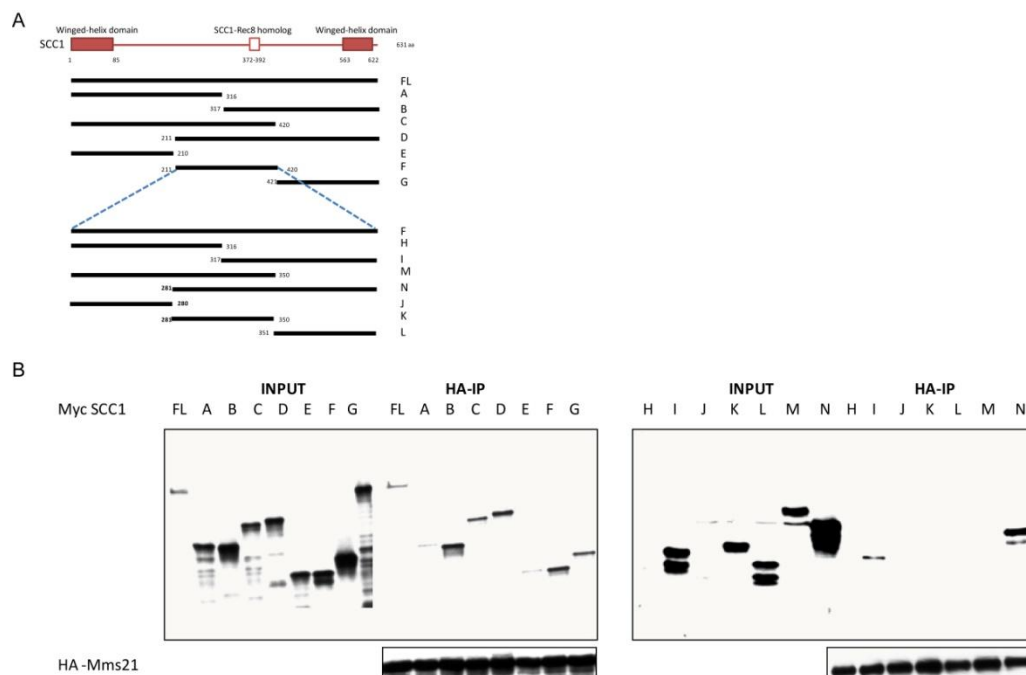 A
Winged-helix domain SCC1-Rec8 homolog Winged-helix domain
SCC1 631 aa
1 85 372-392 563 622
FL
316 A
317 B
420 C
211 D
210 E
211 420 F
421 G
F
316 H
317 I
350 M
281 N
280 J
281 350 K
351 L
B
INPUT HA-IP INPUT HA-IP
Myc SCC1 FL A B C D E F G FL A B C D E F G H I J K L M N H I J K L M N
HA -Mms21